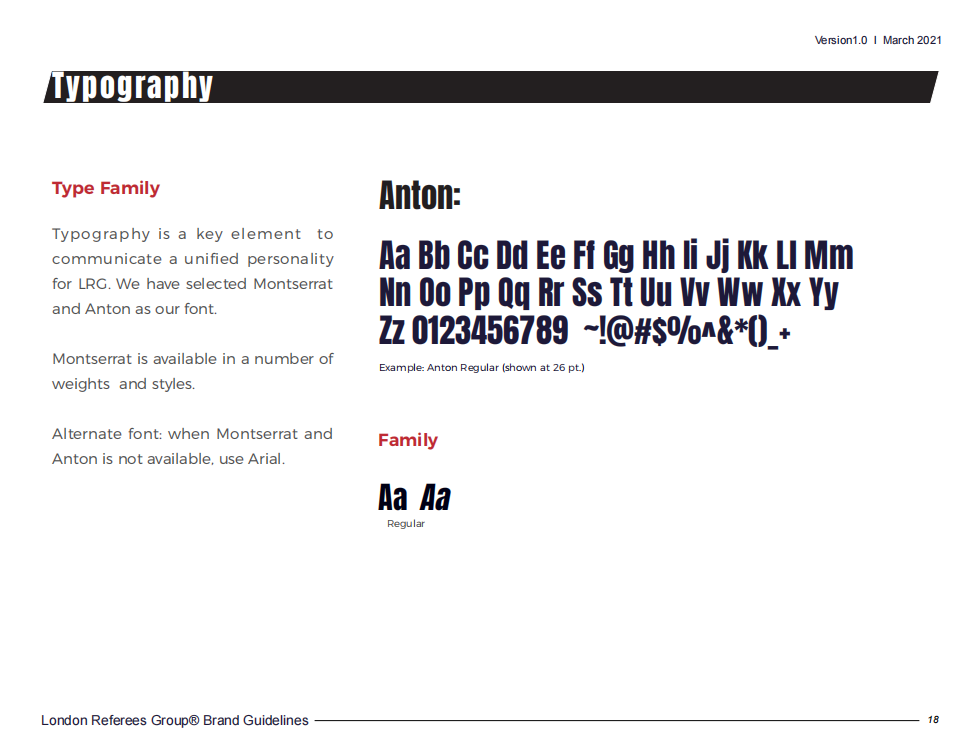 Version1.0 I March 2021
Typography
Type Family
Typography is a key element to
communicate a unified personality
for LRG. We have selected Montserrat
and Anton as our font.
Montserrat is available in a number of
weights and styles.
Alternate font: when Montserrat and
Anton is not available, use Arial.
Anton:
Aa Bb Cc Dd Ee Ff Gg Hh Ii Jj Kk Ll Mm
Nn Oo Pp Qq Rr Ss Tt Uu Vv Ww Xx Yy
Zz 0123456789 ~!@#$%^&*()_+
Example: Anton Regular (shown at 26 pt.)
Family
Aa Aa
Regular
London Referees Group® Brand Guidelines
18